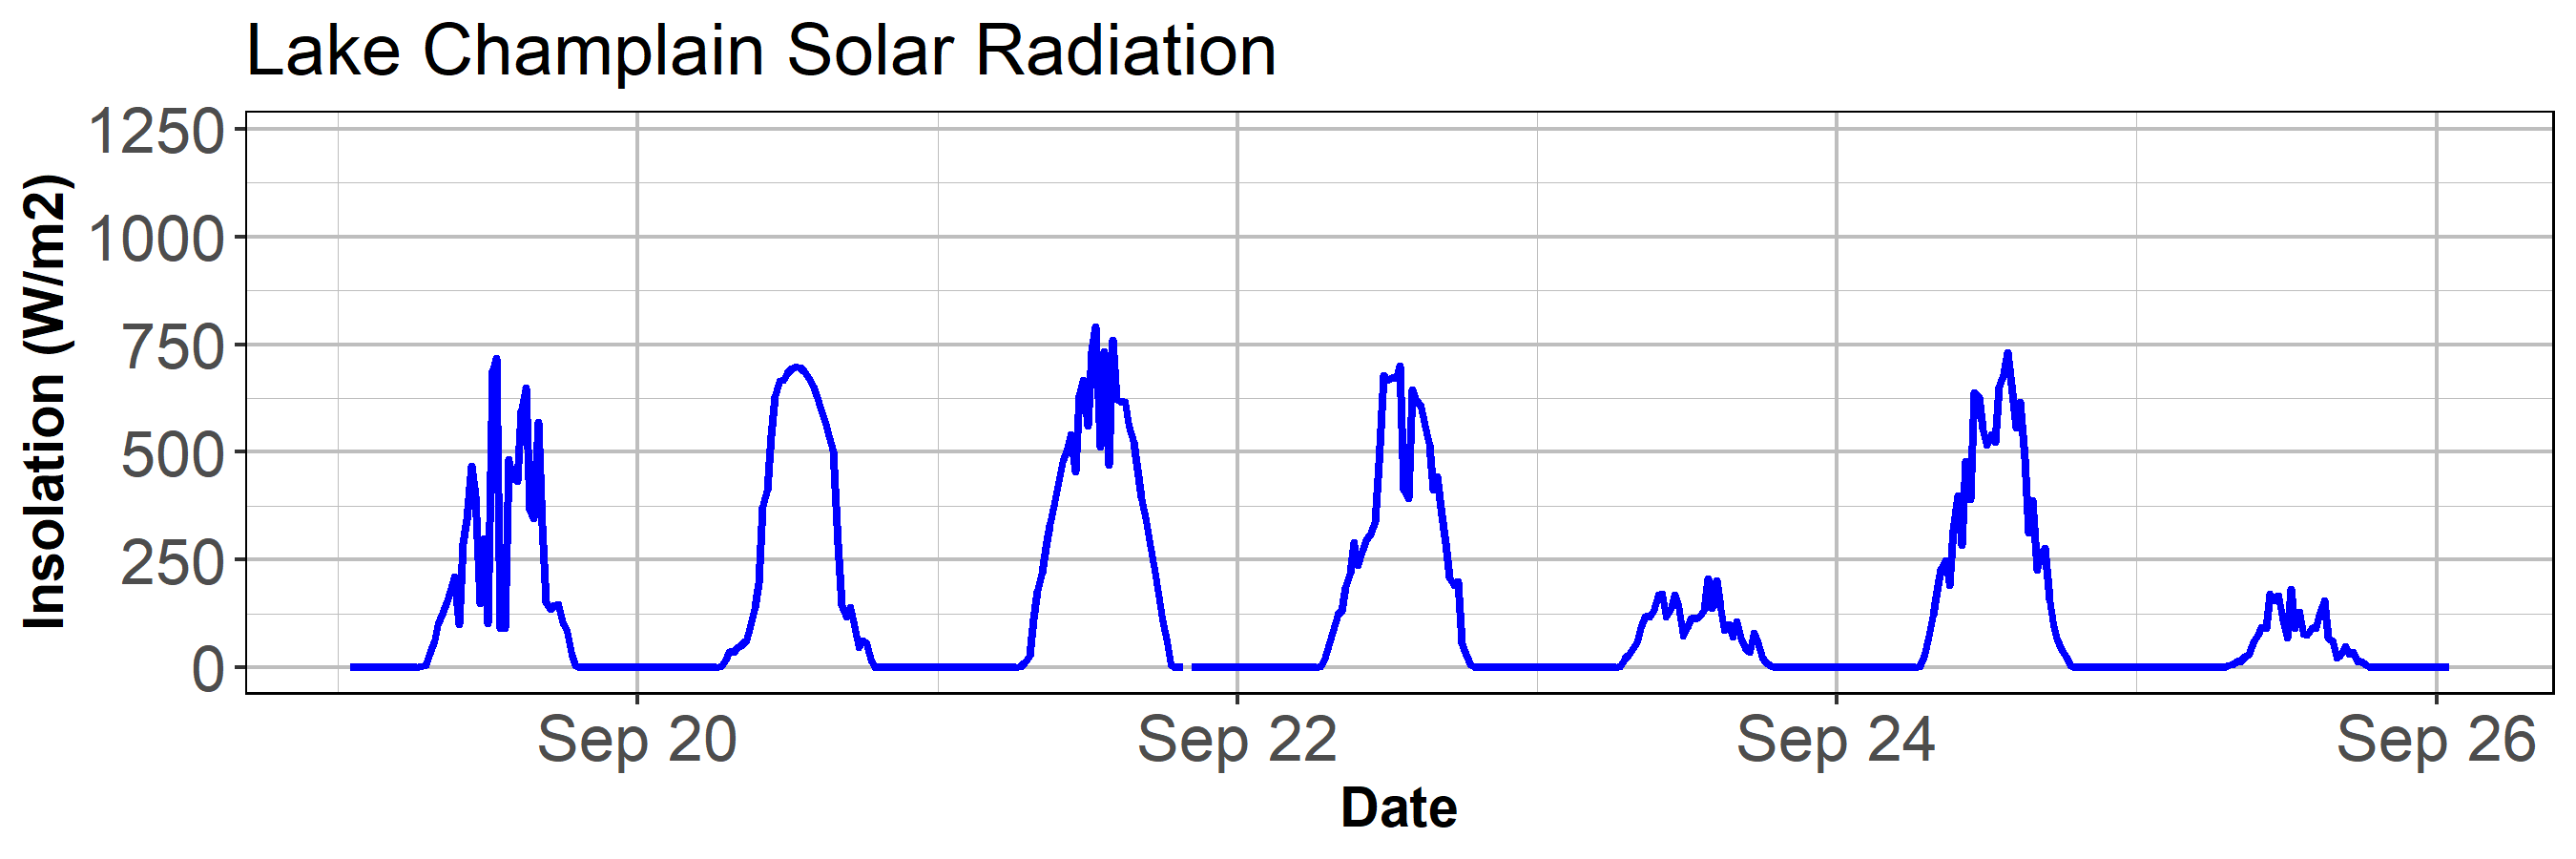 Lake Champlain Solar Radiation
1250
1000
750
500
250
0
Insolation (W/m2)
Sep 20 Sep 22 Sep 24 Sep 26
Date